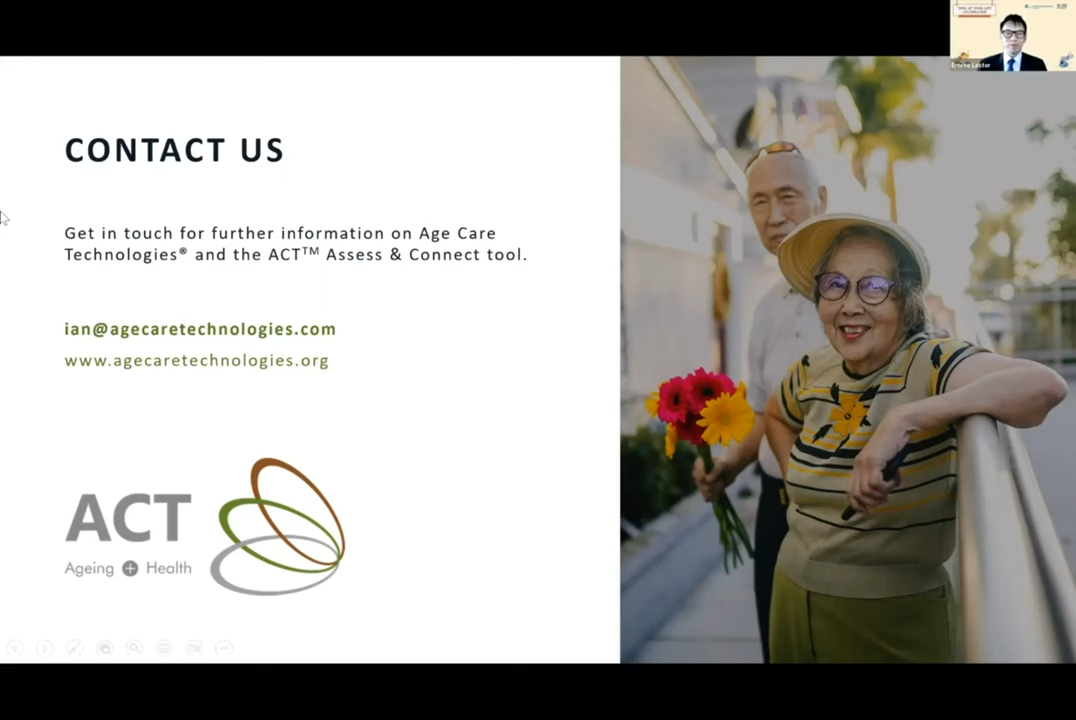 CONTACT US
Get in touch for further information on Age Care
Technologies® and the ACT™ Assess & Connect tool.
ian@agecaretechnologies.com
www.agecaretechnologies.org
ACT
Ageing + Health